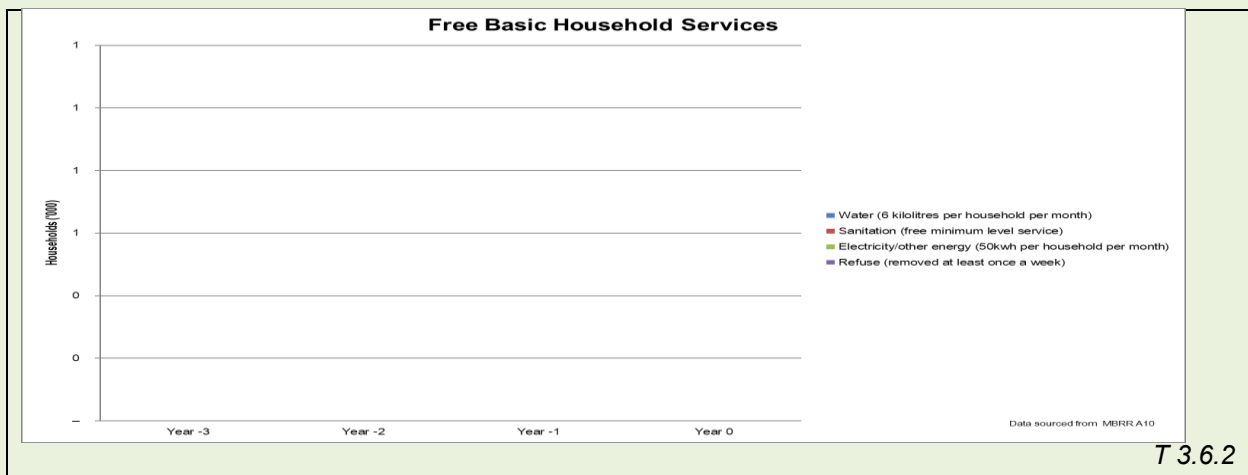 Free Basic Household Services
Households ('000)
1
1
1
1
0
0
–
Year -3 Year -2 Year -1 Year 0
Water (6 kilolitres per household per month)
Sanitation (free minimum level service)
Electricity/other energy (50kwh per household per month)
Refuse (removed at least once a week)
Data sourced from MBRR A10
T 3.6.2